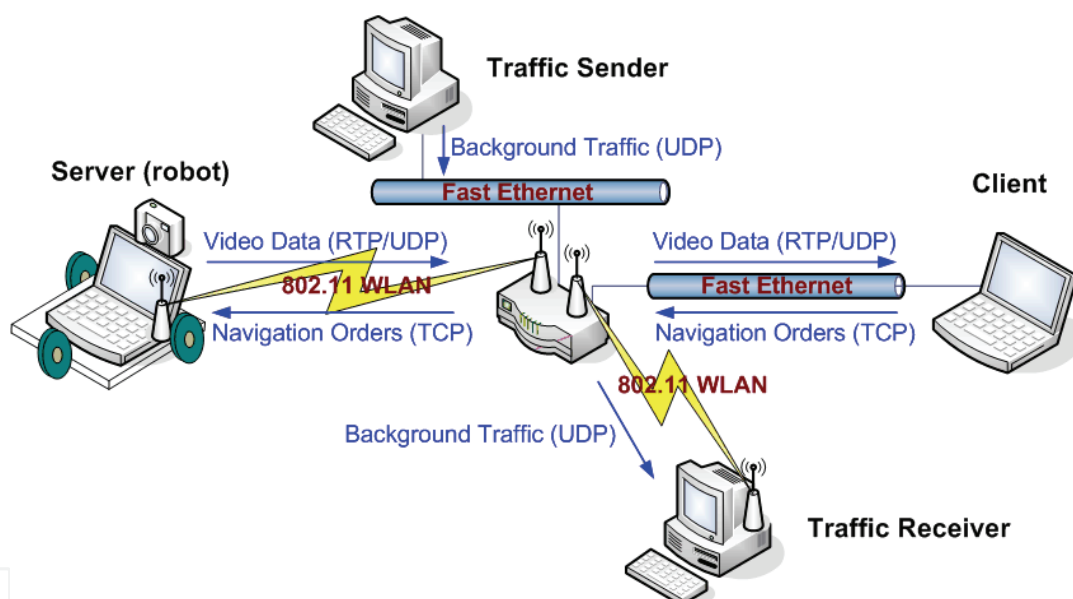 Traffic Sender
Background Traffic (UDP)
Server (robot)
Fast Ethernet
Client
Video Data (RTP/UDP)
Video Data (RTP/UDP)
802.11 WLAN
Fast Ethernet
Navigation Orders (TCP)
Navigation Orders (TCP)
802.11 WLAN
Background Traffic (UDP)
Traffic Receiver